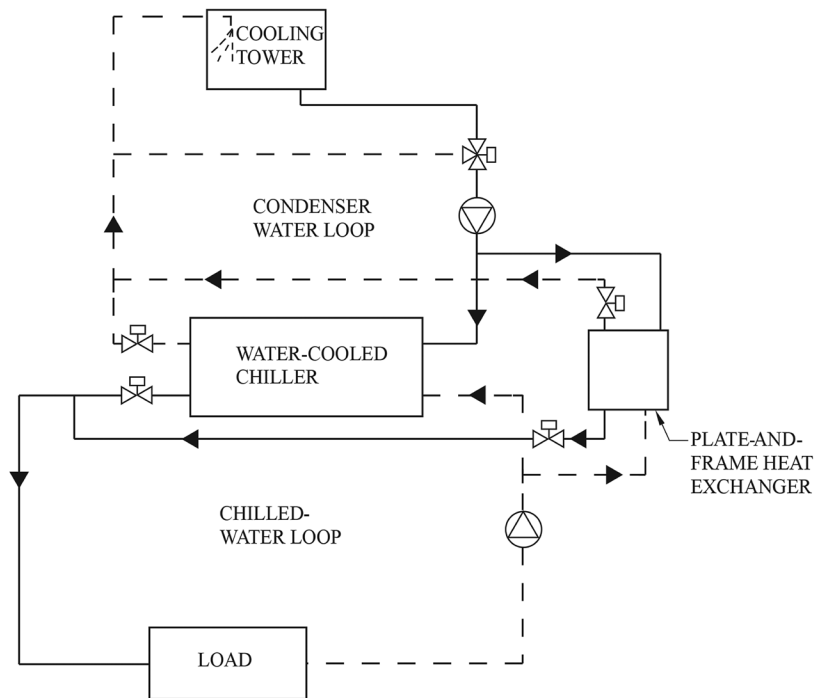 COOLING
TOWER
CONDENSER
WATER LOOP
WATER-COOLED
CHILLER
PLATE-AND-
FRAME HEAT
EXCHANGER
CHILLED-
WATER LOOP
LOAD